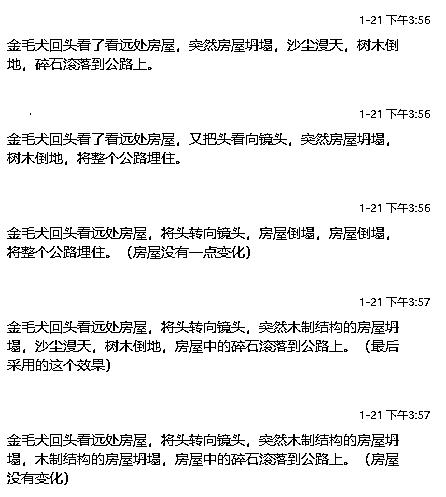 1-21 下午3:56
金毛犬回头看了看远处房屋，突然房屋坍塌，沙尘漫天，树木倒
地，碎石滚落到公路上。
1-21 下午3:56
金毛犬回头看了看远处房屋，又把头看向镜头，突然房屋坍塌，
树木倒地，将整个公路埋住。
1-21 下午3:56
金毛犬回头看远处房屋，将头转向镜头，房屋倒塌，房屋倒塌，
将整个公路埋住。（房屋没有一点变化）
1-21 下午3:57
金毛犬回头看远处房屋，将头转向镜头，突然木制结构的房屋坍
塌，沙尘漫天，树木倒地，房屋中的碎石滚落到公路上。（最后
采用的这个效果）
1-21 下午3:57
金毛犬回头看远处房屋，将头转向镜头，突然木制结构的房屋坍
塌，木制结构的房屋坍塌，房屋中的碎石滚落到公路上。（房屋
没有变化）